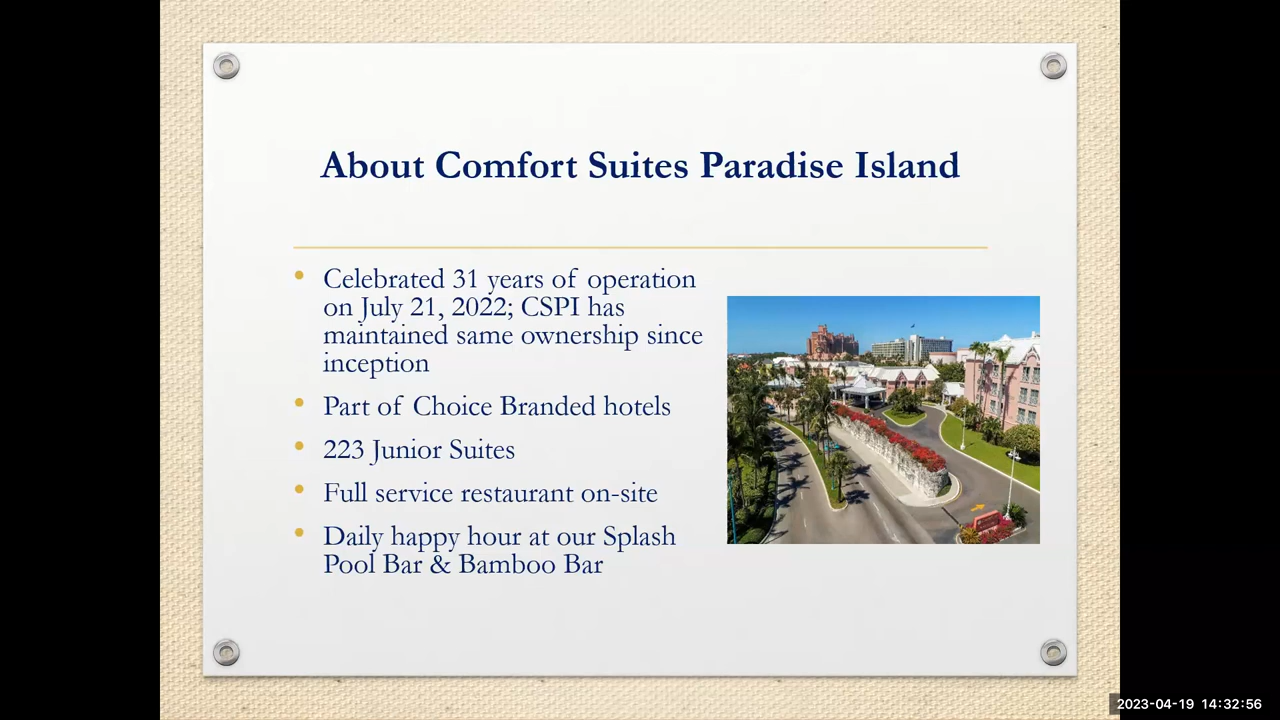 About Comfort Suites Paradise Island
Celebrated 31 years of operation
on July 21, 2022; CSPI has
maintained same ownership since
inception
Part of Choice Branded hotels
223 Junior Suites
Full service restaurant on-site
Daily happy hour at our Splash
Pool Bar & Bamboo Bar
2023-04-19 14:32:56